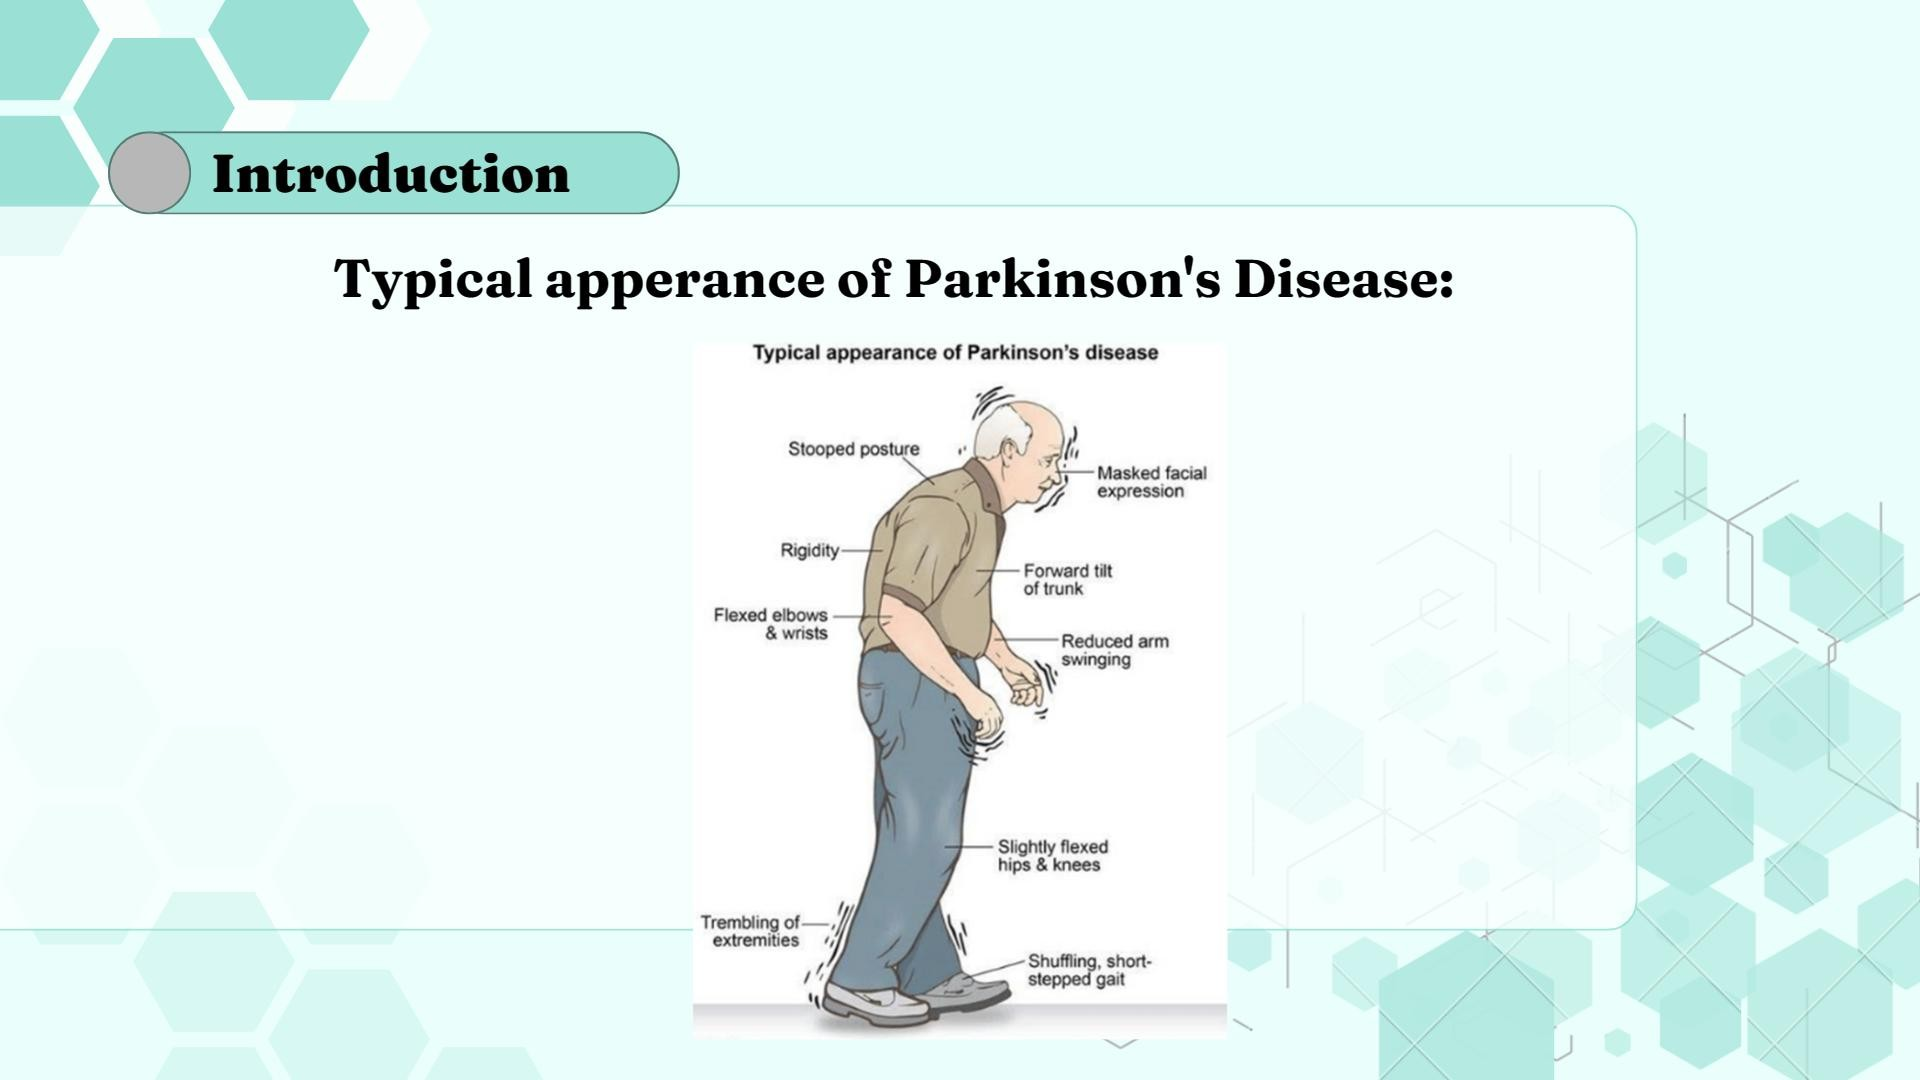 Introduction
Typical apperance of Parkinson's Disease:
Typical appearance of Parkinson’s disease
Stooped posture
Masked facial
expression
Rigidity
Forward tilt
of trunk
Flexed elbows
& wrists
Reduced arm
swinging
Slightly flexed
hips & knees
Trembling of
extremities
Shuffling, short-
stepped gait